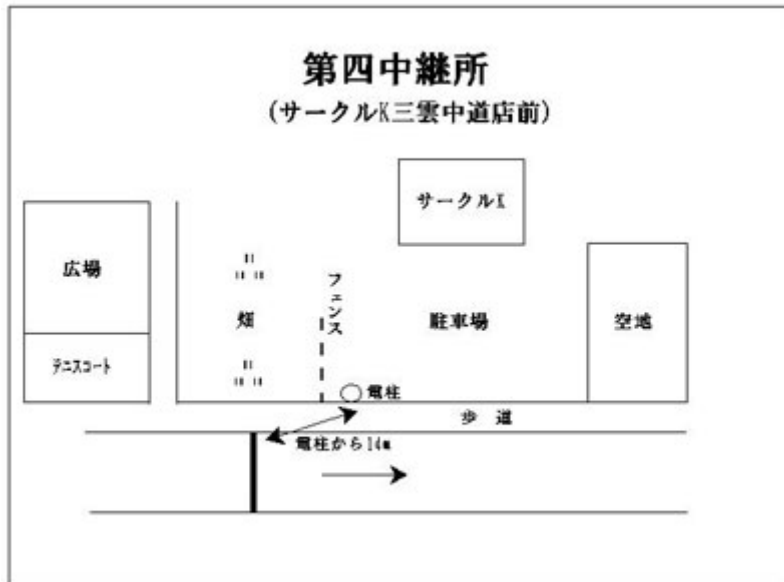 第四中継所
(サークルK三雲中道店前)
サークルK
広場
フェンス
畑
駐車場
空地
テニスコート
電柱
歩道
電柱から14m